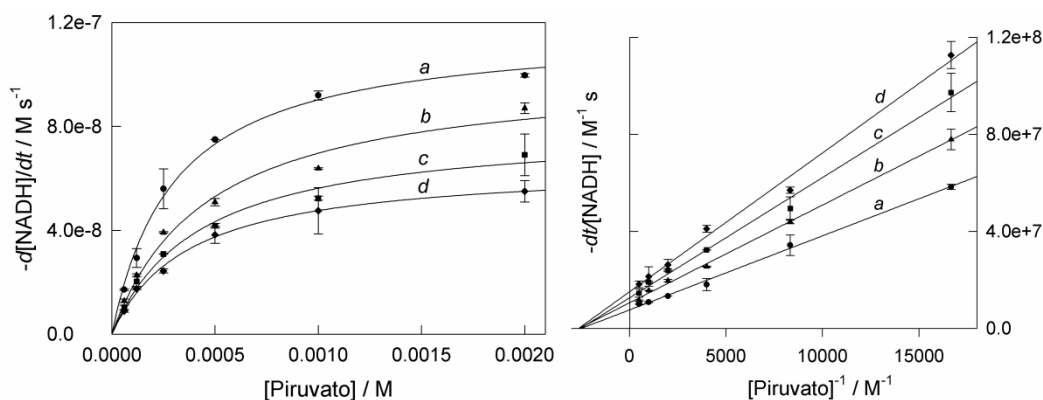 1.2e-7
8.0e-8
4.0e-8
0.0
-d[NADH]/dt / M s⁻¹
a
b
c
d
0.0000 0.0005 0.0010 0.0015 0.0020
[Piruvato] / M
1.2e+8
8.0e+7
4.0e+7
0.0
-dt/[NADH] / M⁻¹ s
d
c
b
a
0 5000 10000 15000
[Piruvato]⁻¹ / M⁻¹